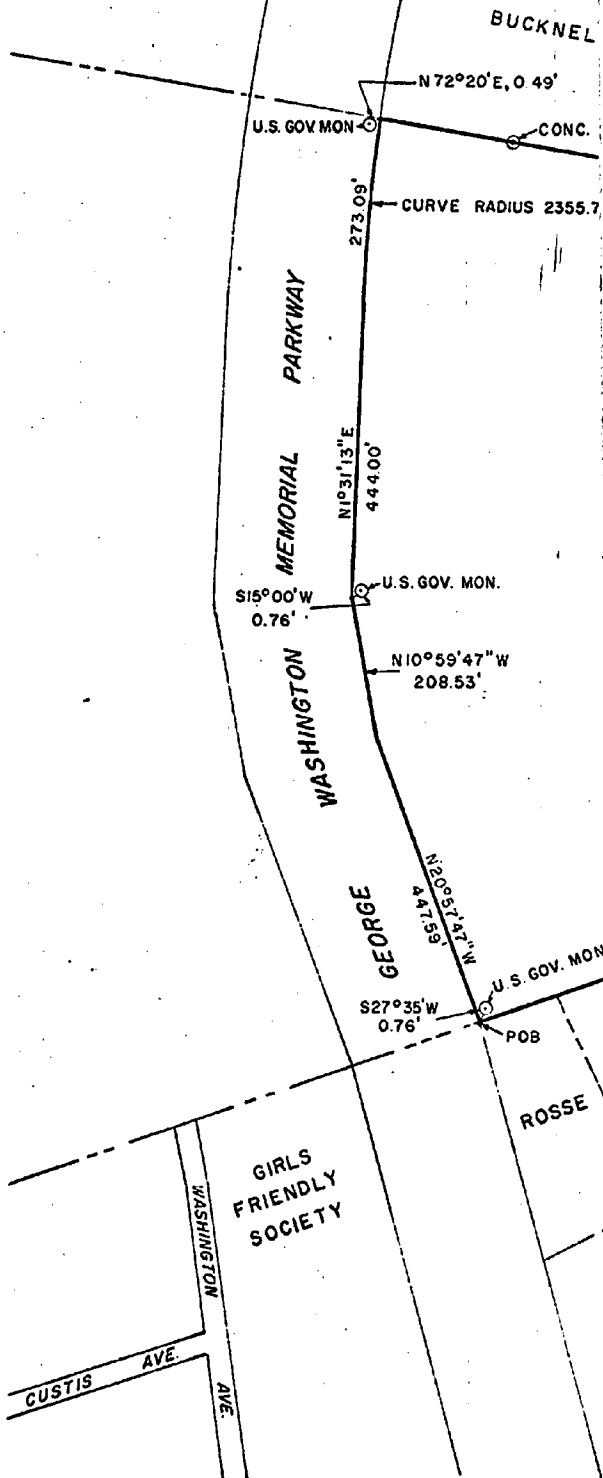 BUCKNEL
N 72°20'E, 0.49'
U.S. GOV. MON
CONC.
273.09'
CURVE RADIUS 2355.7
PARKWAY
MEMORIAL
WASHINGTON
GEORGE
N1°31'13"E
444.00'
U.S. GOV. MON.
S15°00'W
0.76'
N10°59'47"W
208.53'
N20°57'47"W
447.59'
U.S. GOV. MON
S27°35'W
0.76'
POB
ROSSE
GIRLS
FRIENDLY
SOCIETY
WASHINGTON
AVE.
CUSTIS AVE.